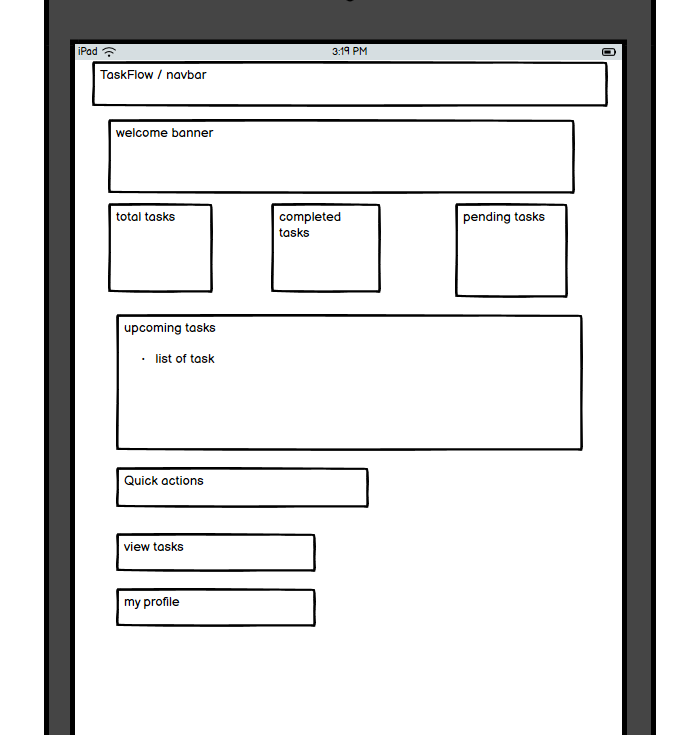 iPad 3:19 PM
TaskFlow / navbar
welcome banner
total tasks
completed
tasks
pending tasks
upcoming tasks
· list of task
Quick actions
view tasks
my profile